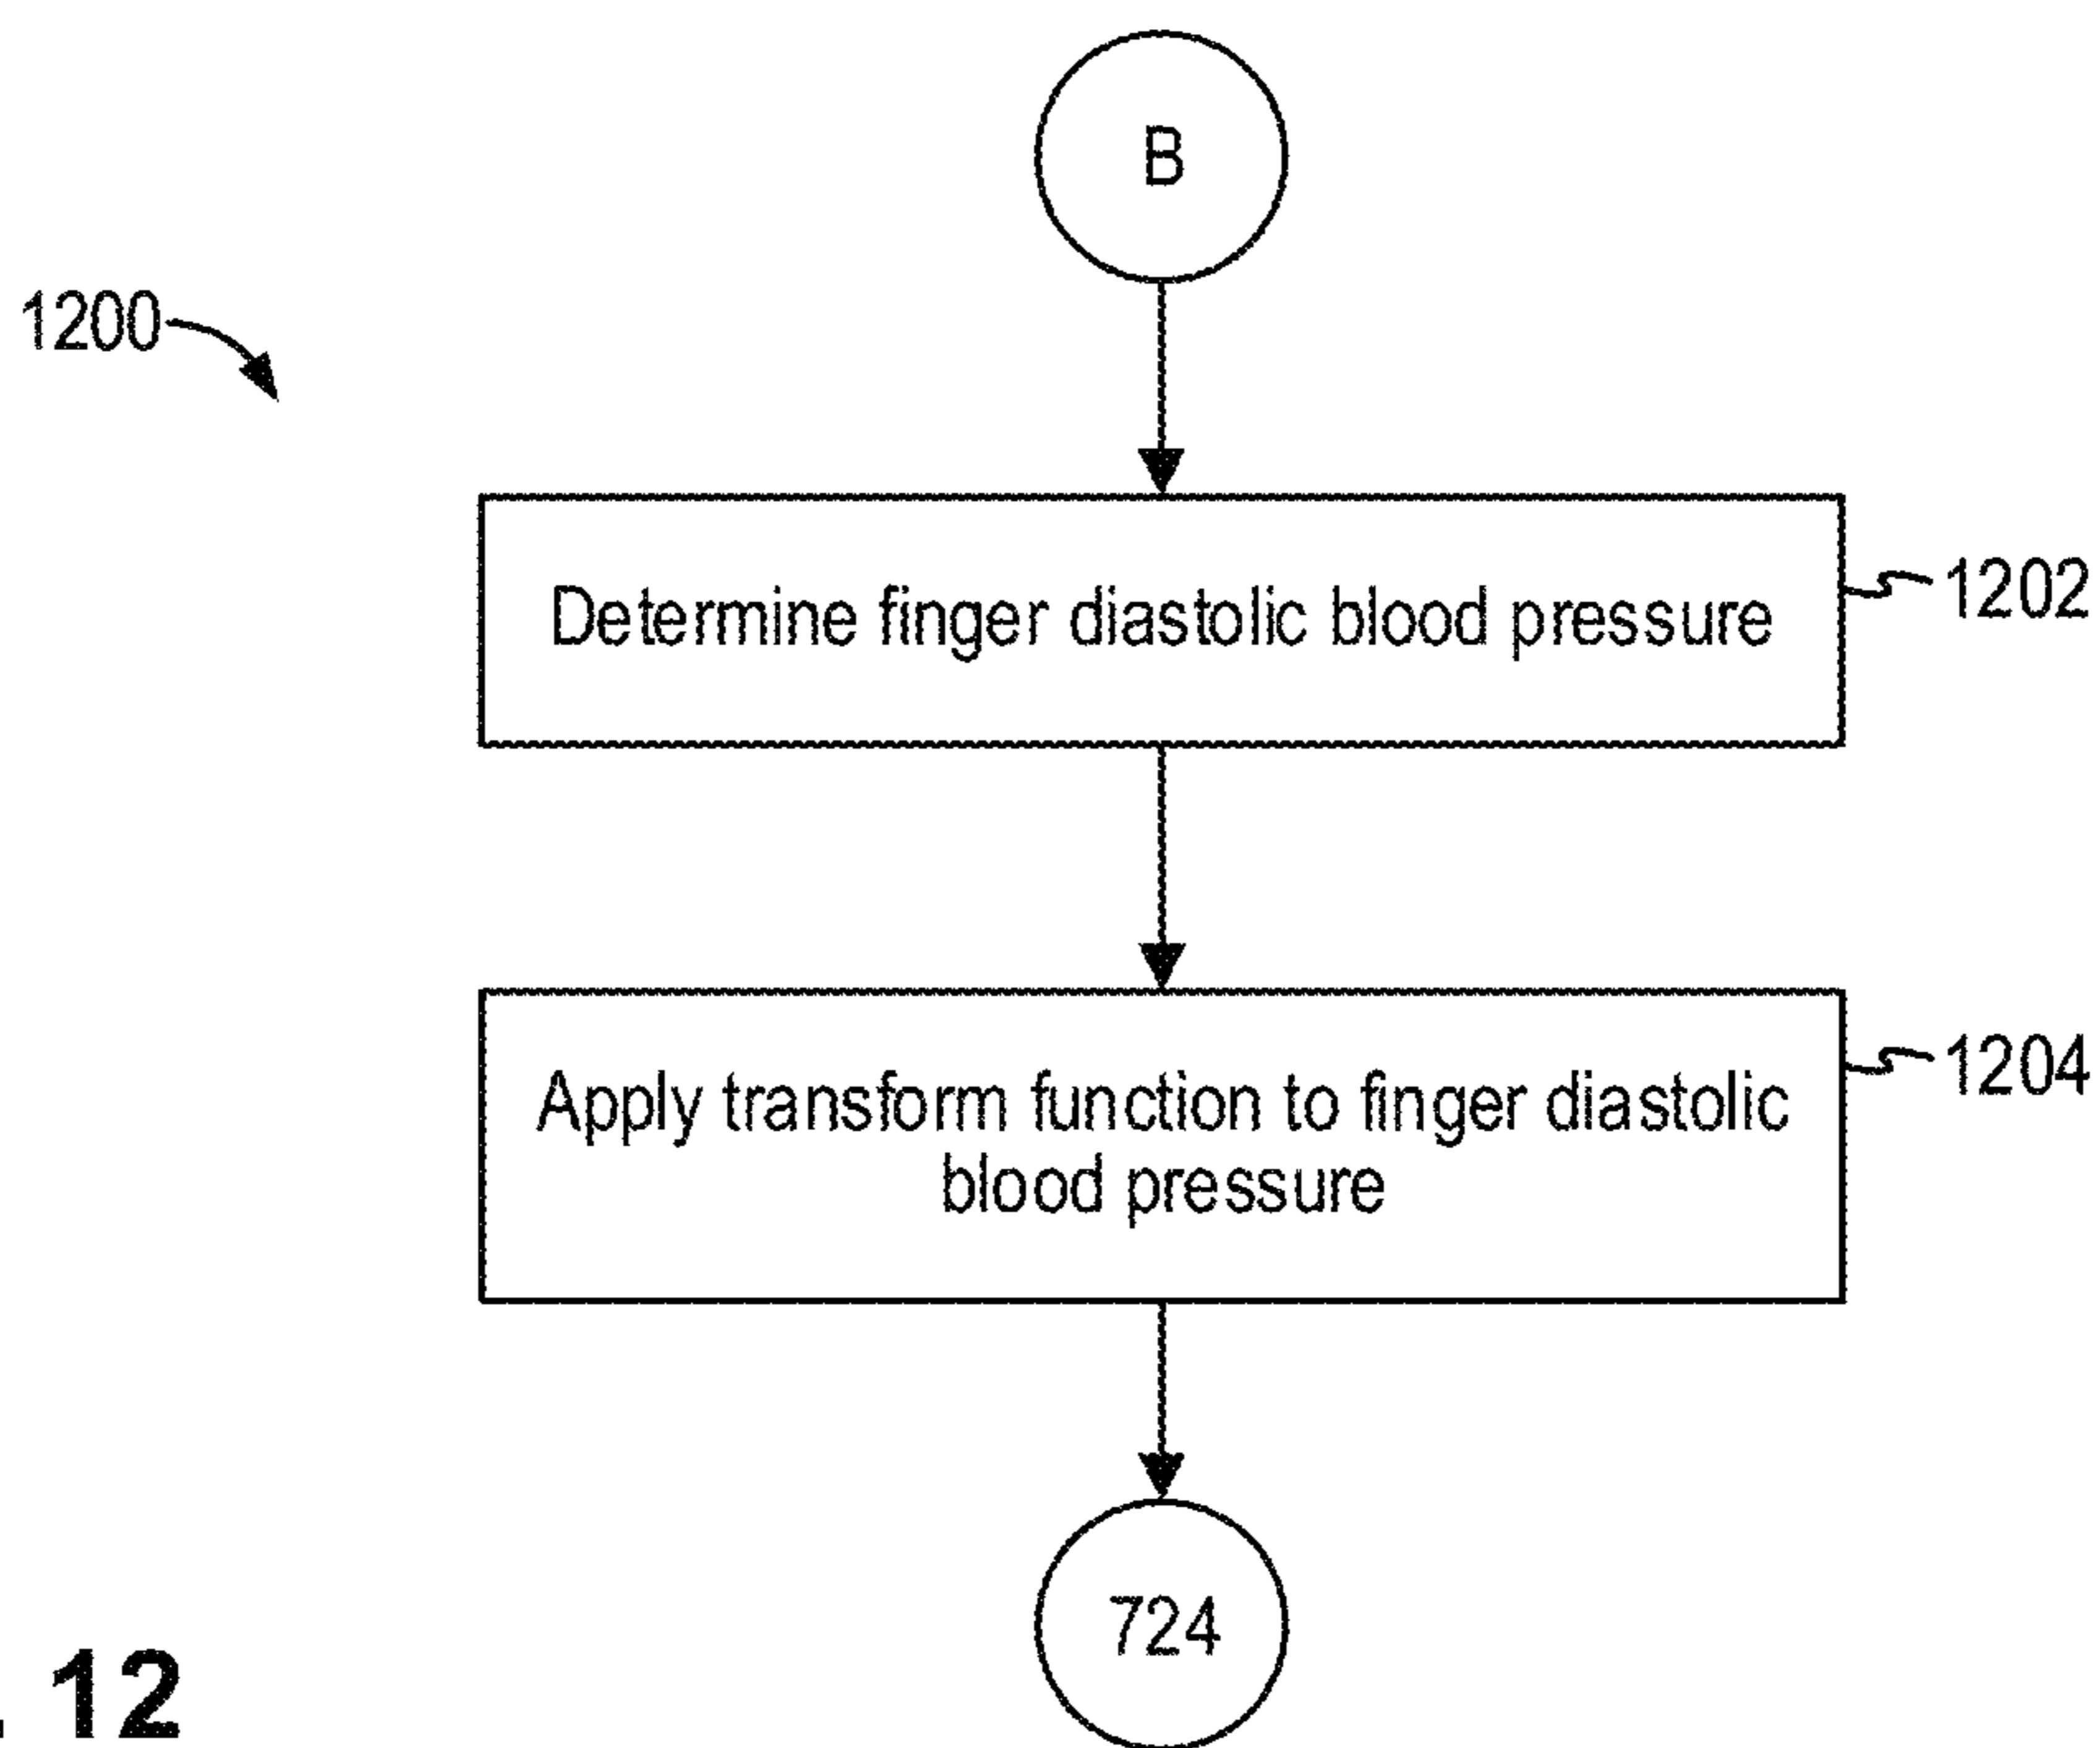 B
1200
Determine finger diastolic blood pressure
1202
Apply transform function to finger diastolic
blood pressure
1204
724
. 12